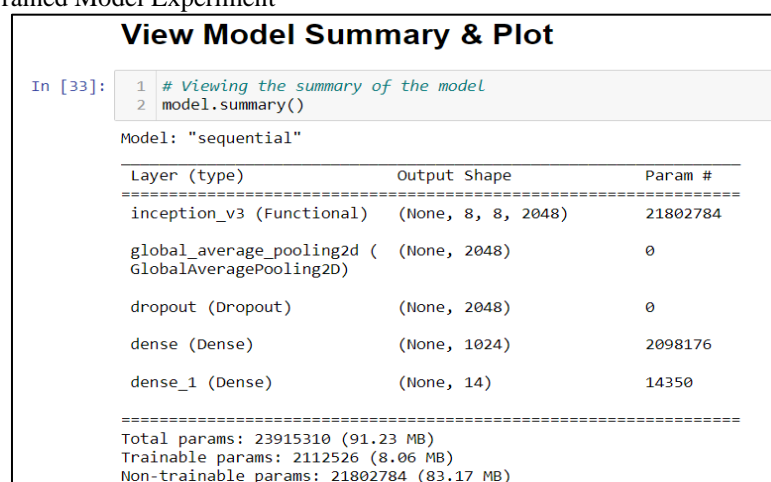 rained Model Experiment
View Model Summary & Plot
In [33]:
1 # Viewing the summary of the model
2 model.summary()
Model: "sequential"
Layer (type) Output Shape Param #
inception_v3 (Functional) (None, 8, 8, 2048) 21802784
global_average_pooling2d ( (None, 2048) 0
GlobalAveragePooling2D)
dropout (Dropout) (None, 2048) 0
dense (Dense) (None, 1024) 2098176
dense_1 (Dense) (None, 14) 14350
Total params: 23915310 (91.23 MB)
Trainable params: 2112526 (8.06 MB)
Non-trainable params: 21802784 (83.17 MB)